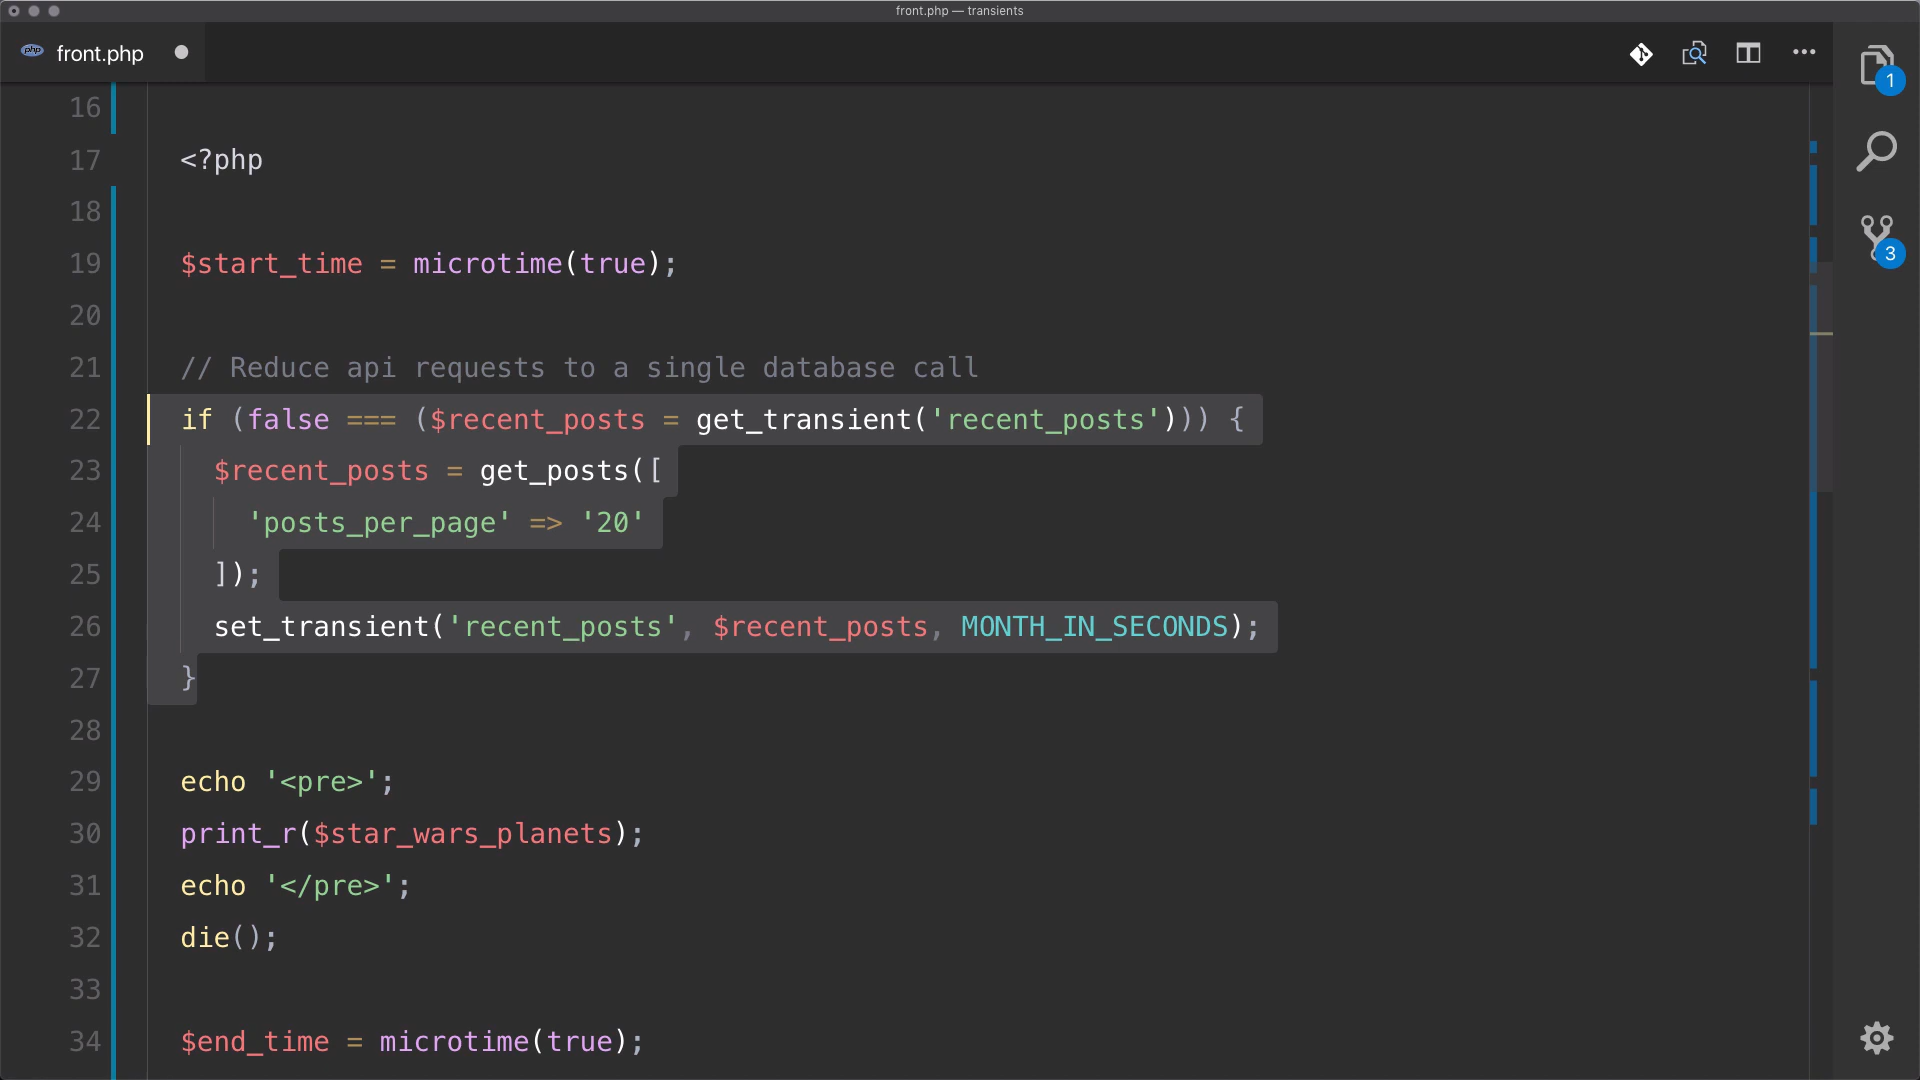 front.php — transients
php front.php
1
3
16
17 <?php
18
19 $start_time = microtime(true);
20
21 // Reduce api requests to a single database call
22 if (false === ($recent_posts = get_transient('recent_posts'))) {
23 $recent_posts = get_posts([
24 'posts_per_page' => '20'
25 ]);
26 set_transient('recent_posts', $recent_posts, MONTH_IN_SECONDS);
27 }
28
29 echo '<pre>';
30 print_r($star_wars_planets);
31 echo '</pre>';
32 die();
33
34 $end_time = microtime(true);